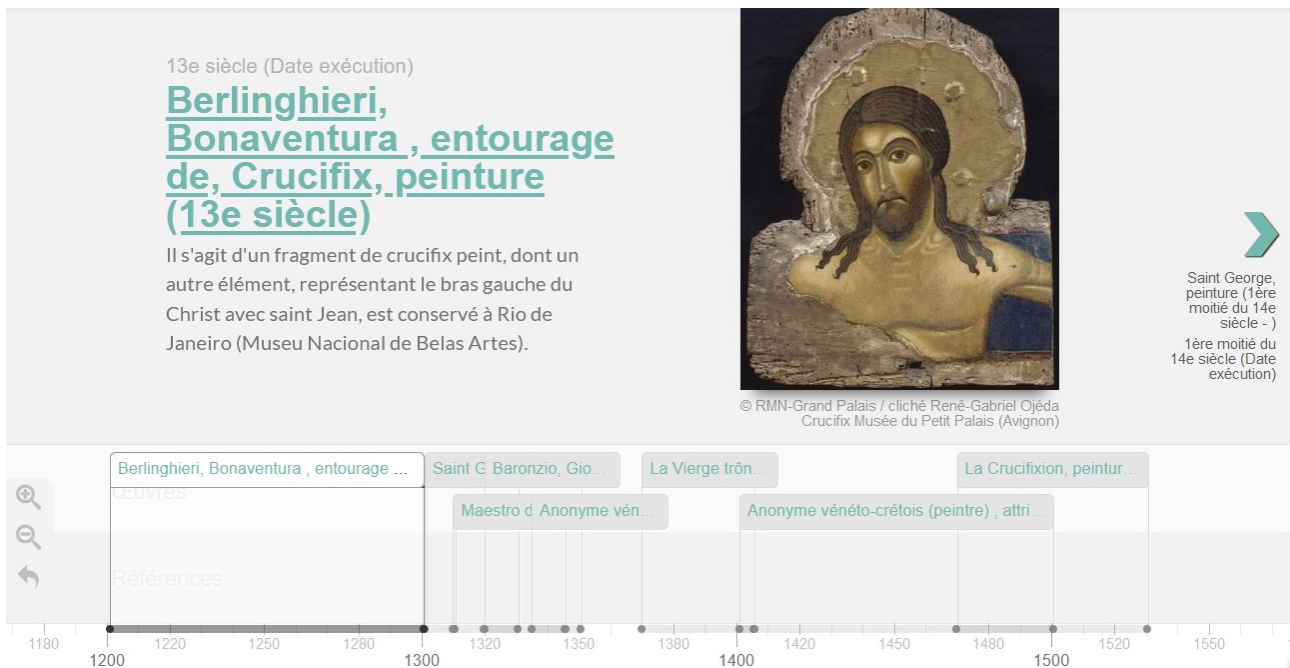 13e siècle (Date exécution)
Berlinghieri,
Bonaventura , entourage
de, Crucifix, peinture
(13e siècle)
Il s'agit d'un fragment de crucifix peint, dont un
autre élément, représentant le bras gauche du
Christ avec saint Jean, est conservé à Rio de
Janeiro (Museu Nacional de Belas Artes).
© RMN-Grand Palais / cliché René-Gabriel Ojéda
Crucifix Musée du Petit Palais (Avignon)
Saint George,
peinture (1ère
moitié du 14e
siècle - )
1ère moitié du
14e siècle (Date
exécution)
Berlinghieri, Bonaventura , entourage ...
Saint G
Baronzio, Gio...
La Vierge trôn...
La Crucifixion, peintur...
Œuvres
Maestro d
Anonyme vén...
Anonyme vénéto-crétois (peintre) , attri...
Références
1180 1220 1250 1280 1320 1350 1380 1420 1450 1480 1520 1550
1200 1300 1400 1500